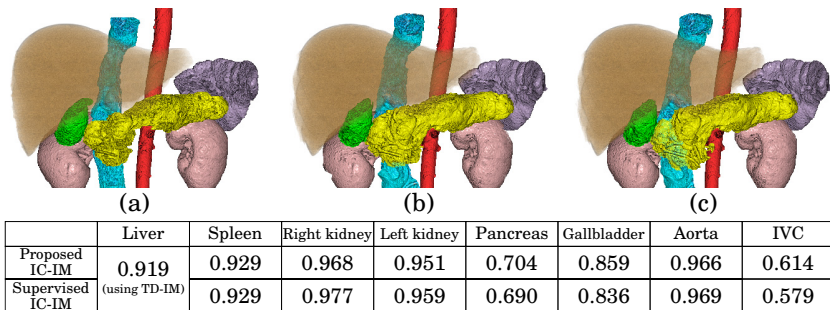 (a) (b) (c)
Liver Spleen Right kidney Left kidney Pancreas Gallbladder Aorta IVC
Proposed IC-IM 0.919 (using TD-IM) 0.929 0.968 0.951 0.704 0.859 0.966 0.614
Supervised IC-IM 0.929 0.977 0.959 0.690 0.836 0.969 0.579